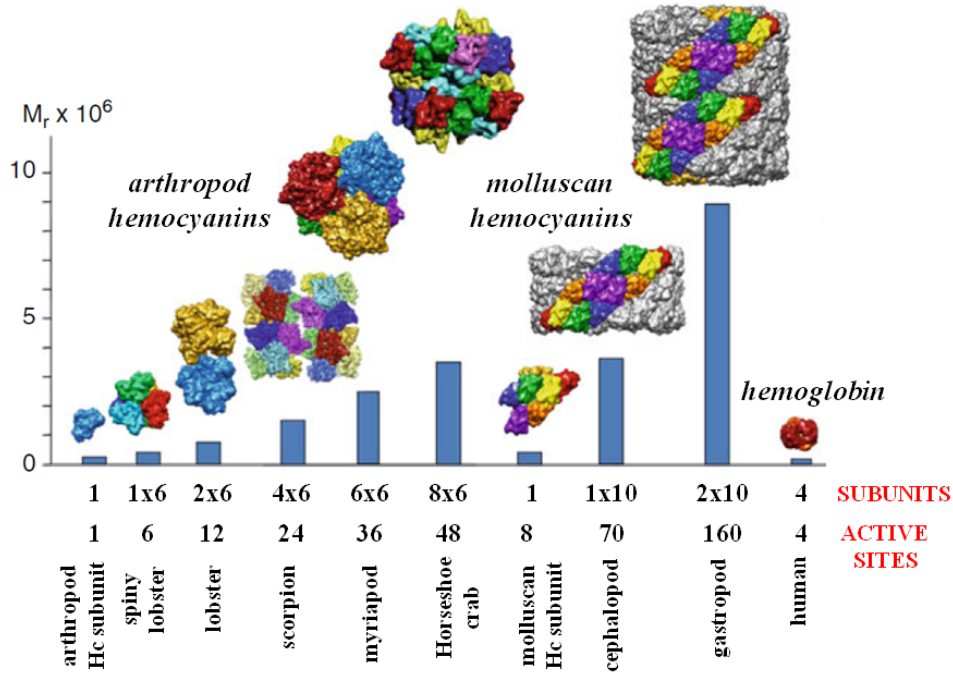 M_r x 10^6
10
5
0
arthropod
hemocyanins
molluscan
hemocyanins
hemoglobin
1 1x6 2x6 4x6 6x6 8x6 1 1x10 2x10 4 SUBUNITS
1 6 12 24 36 48 8 70 160 4 ACTIVE
SITES
arthropod
Hc subunit
spiny
lobster
lobster
scorpion
myriapod
Horseshoe
crab
molluscan
Hc subunit
cephalopod
gastropod
human